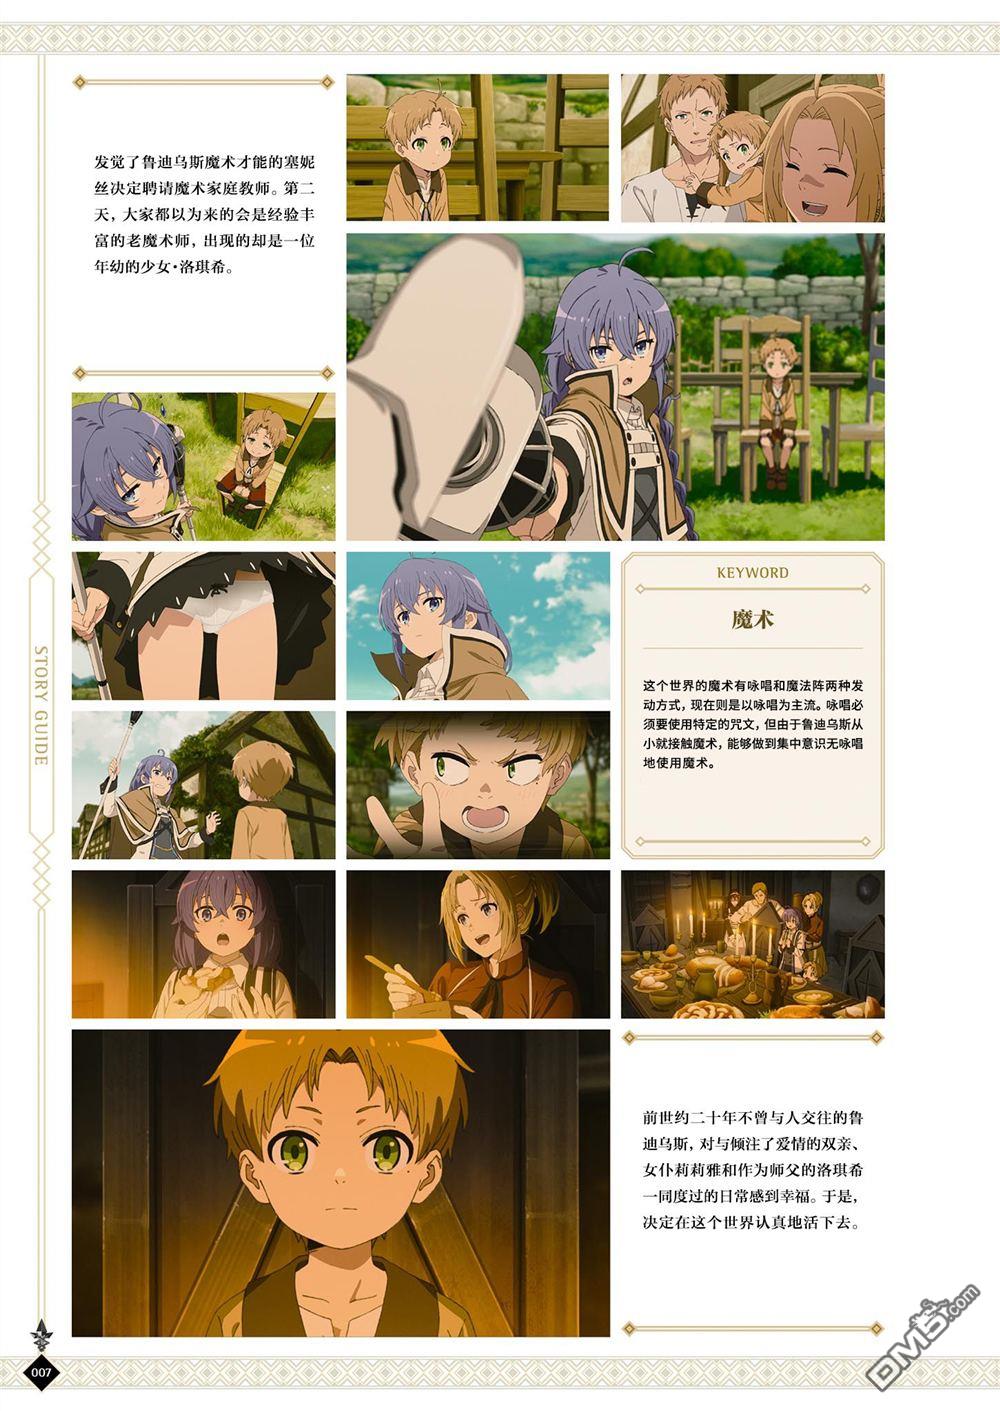 发觉了鲁迪乌斯魔术才能的塞妮
丝决定聘请魔术家庭教师。第二
天，大家都以为来的会是经验丰
富的老魔术师，出现的却是一位
年幼的少女·洛琪希。
KEYWORD
魔术
这个世界的魔术有咏唱和魔法阵两种发
动方式，现在则是以咏唱为主流。咏唱必
须要使用特定的咒文，但由于鲁迪乌斯从
小就接触魔术，能够做到集中意识无咏唱
地使用魔术。
STORY GUIDE
前世约二十年不曾与人交往的鲁
迪乌斯，对与倾注了爱情的双亲、
女仆莉莉雅和作为师父的洛琪希
一同度过的日常感到幸福。于是，
决定在这个世界认真地活下去。
007
DM5.com